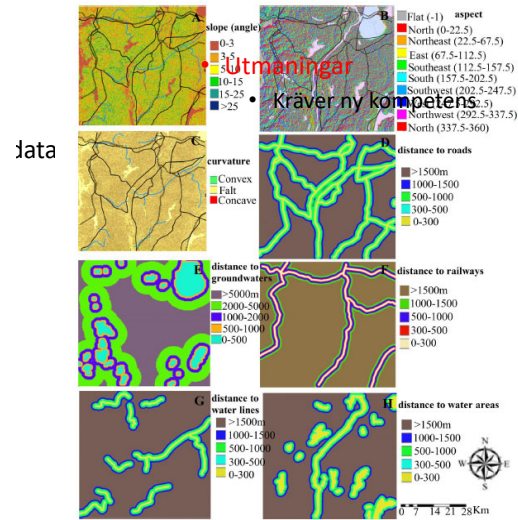 A
slope (angle)
0-3
3-5
10-15
15-25
>25
B
aspect
Flat (-1)
North (0-22.5)
Northeast (22.5-67.5)
East (67.5-112.5)
Southeast (112.5-157.5)
South (157.5-202.5)
Southwest (202.5-247.5)
Northwest (292.5-337.5)
North (337.5-360)
• Utmaningar
• Kräver ny kompetens
data
C
curvature
Convex
Falt
Concave
D
distance to roads
>1500m
1000-1500
500-1000
300-500
0-300
E
distance to
groundwaters
>5000m
2000-5000
1000-2000
500-1000
0-500
F
distance to railways
>1500m
1000-1500
500-1000
300-500
0-300
G
distance to
water lines
>1500m
1000-1500
500-1000
300-500
0-300
H
distance to water areas
>1500m
1000-1500
500-1000
300-500
0-300
N
W E
S
0 7 14 21 28 Km